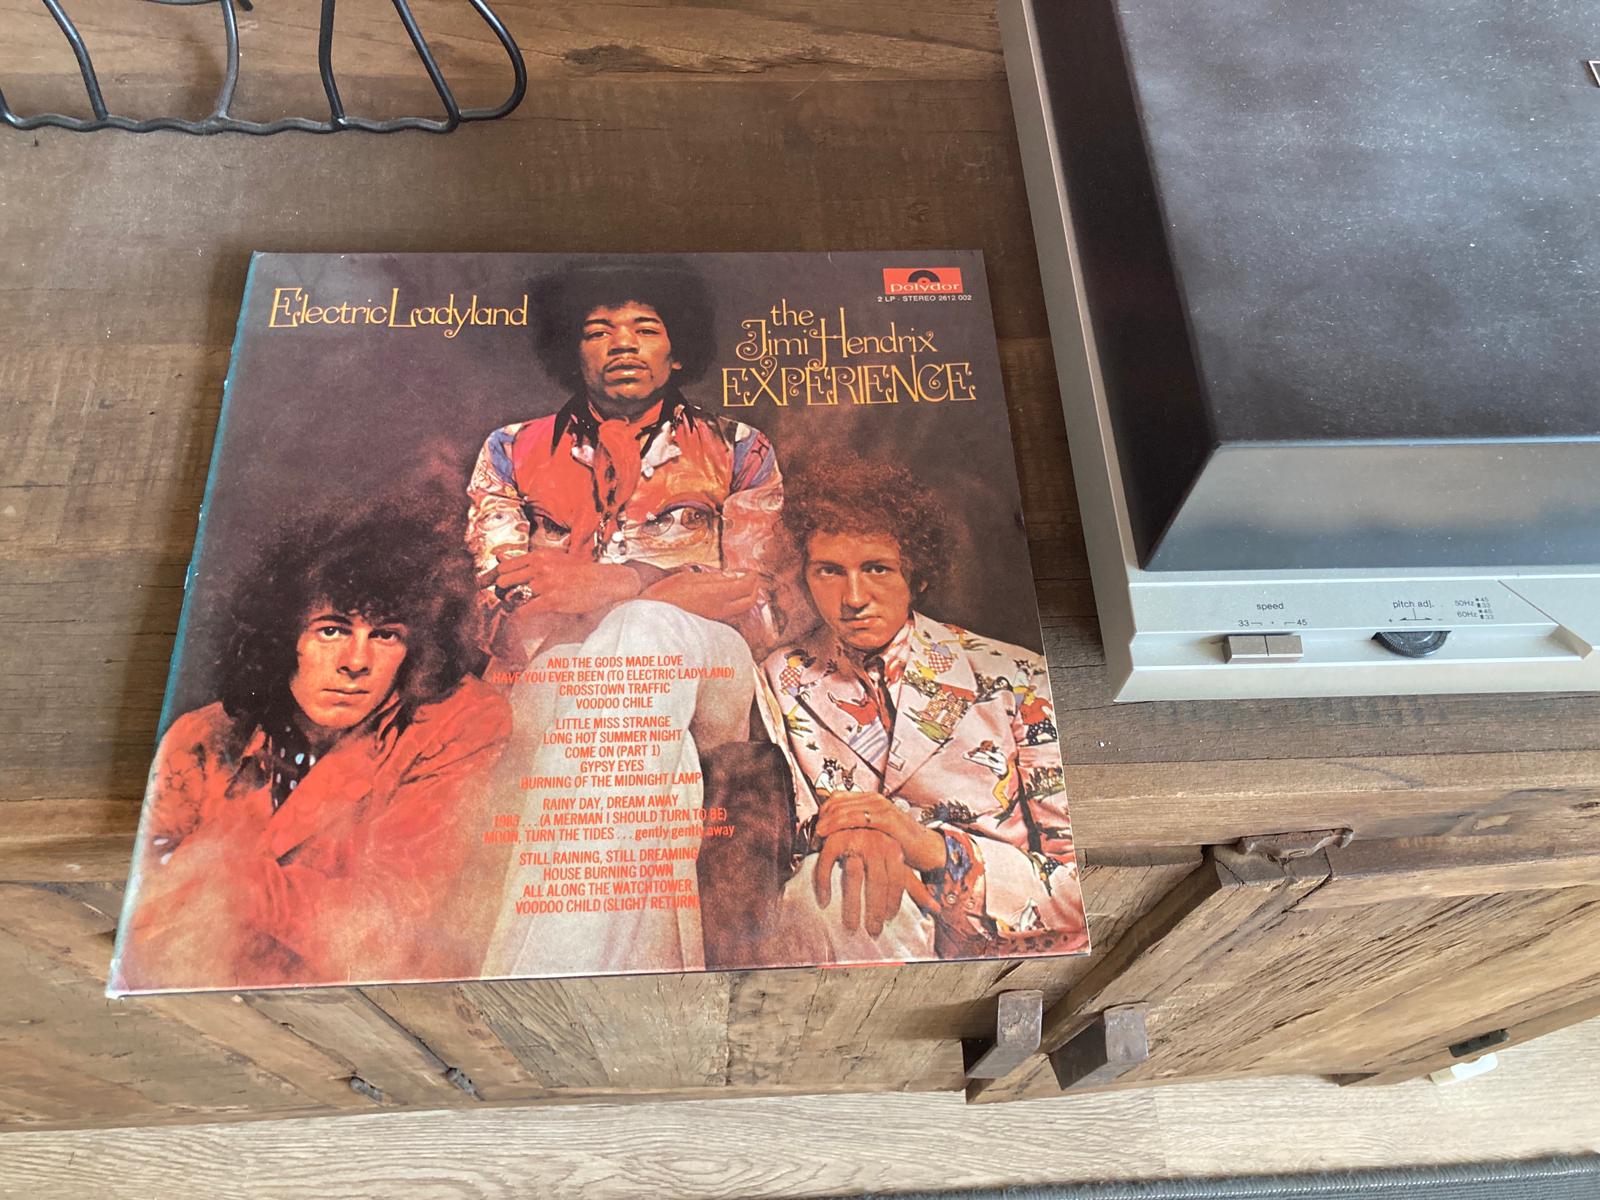 Electric Ladyland
polydor
2 LP - STEREO 2612 002
the
Jimi Hendrix
EXPERIENCE
. . . AND THE GODS MADE LOVE
HAVE YOU EVER BEEN (TO ELECTRIC LADYLAND)
CROSSTOWN TRAFFIC
VOODOO CHILE
LITTLE MISS STRANGE
LONG HOT SUMMER NIGHT
COME ON (PART 1)
GYPSY EYES
BURNING OF THE MIDNIGHT LAMP
RAINY DAY, DREAM AWAY
1983 . . . (A MERMAN I SHOULD TURN TO BE)
MOON, TURN THE TIDES . . . gently gently away
STILL RAINING, STILL DREAMING
HOUSE BURNING DOWN
ALL ALONG THE WATCHTOWER
VOODOO CHILD (SLIGHT RETURN)
speed
33 45
pitch adj.
+ -
50Hz 45
33
60Hz 45
33